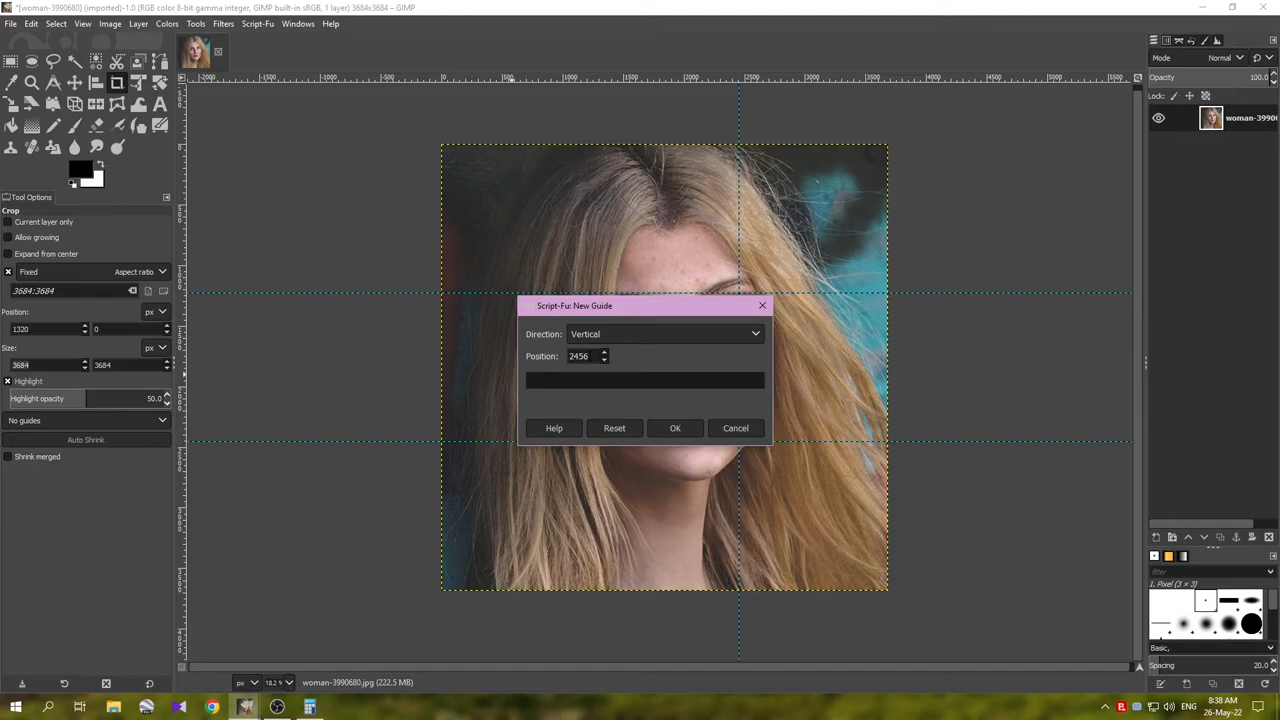 *[woman-3990680] (imported)-1.0 (RGB color 8-bit gamma integer, GIMP built-in sRGB, 1 layer) 3684x3684 – GIMP
File Edit Select View Image Layer Colors Tools Filters Script-Fu Windows Help
Mode Normal
Opacity 100.0
Lock:
woman-39906
Tool Options
Crop
Current layer only
Allow growing
Expand from center
Fixed Aspect ratio
3684:3684
Position: px
1320 0
Size: px
3684 3684
Highlight
Highlight opacity 50.0
No guides
Auto Shrink
Shrink merged
Script-Fu: New Guide
Direction: Vertical
Position: 2456
Help Reset OK Cancel
filter
1. Pixel (3 × 3)
Basic,
Spacing 20.0
px 18.2 % woman-3990680.jpg (222.5 MB)
ENG 8:38 AM
26-May-22